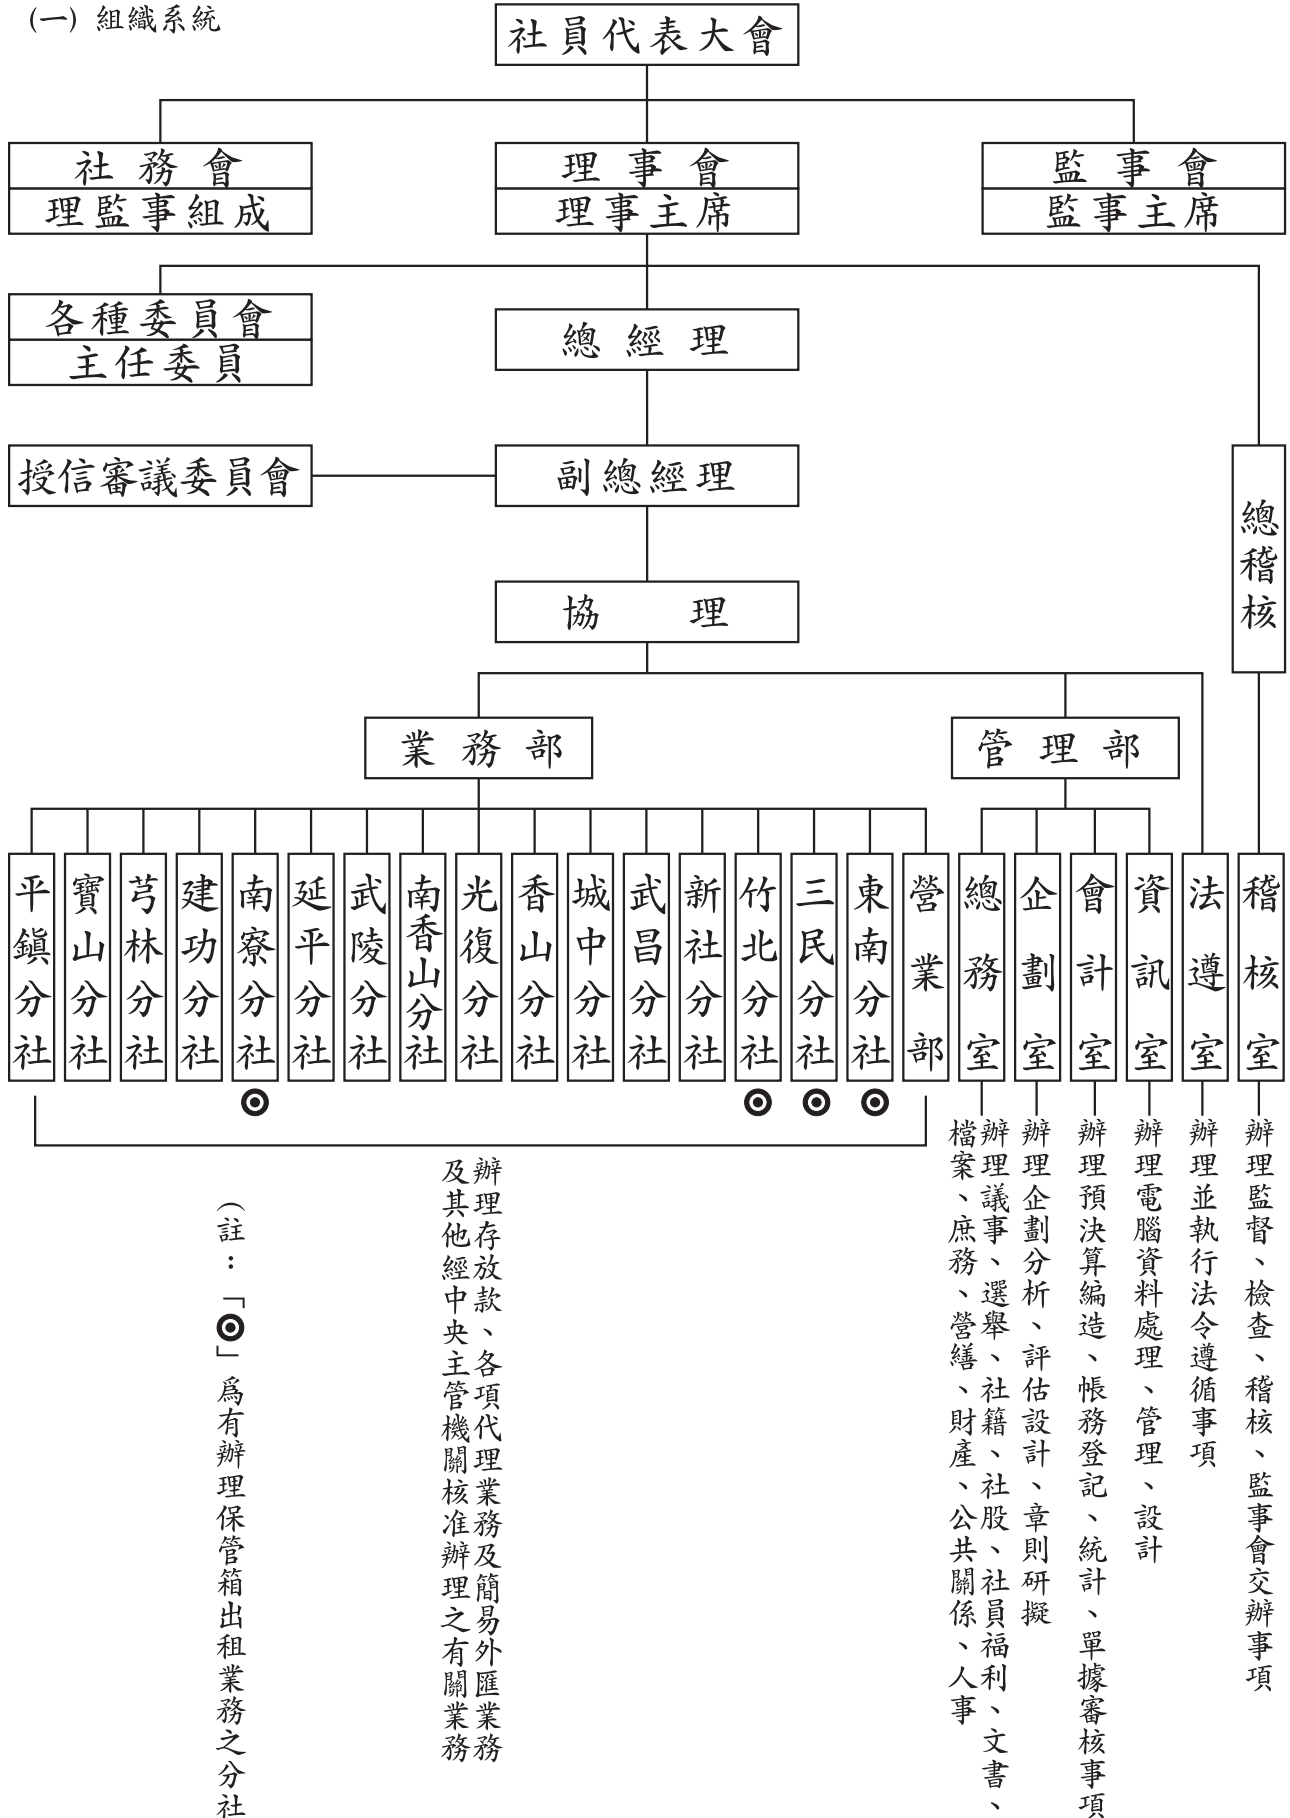 (一) 組織系統
社員代表大會
社務會
理監事組成
理事會
理事主席
監事會
監事主席
各種委員會
主任委員
總經理
授信審議委員會
副總經理
總稽核
協理
業務部
管理部
平鎮分社
寶山分社
芎林分社
建功分社
南寮分社
延平分社
武陵分社
南香山分社
光復分社
香山分社
城中分社
武昌分社
新社分社
竹北分社
三民分社
東南分社
營業部
總務室
企劃室
會計室
資訊室
法遵室
稽核室
辦理監督、檢查、稽核、監事會交辦事項
辦理並執行法令遵循事項
辦理電腦資料處理、管理、設計
辦理預決算編造、帳務登記、統計、單據審核事項
辦理企劃分析、評估設計、章則研擬
辦理議事、選舉、社籍、社股、社員福利、文書、
檔案、庶務、營繕、財產、公共關係、人事
辦理存放款、各項代理業務及簡易外匯業務
及其他經中央主管機關核准辦理之有關業務
(註：「◎」爲有辦理保管箱出租業務之分社